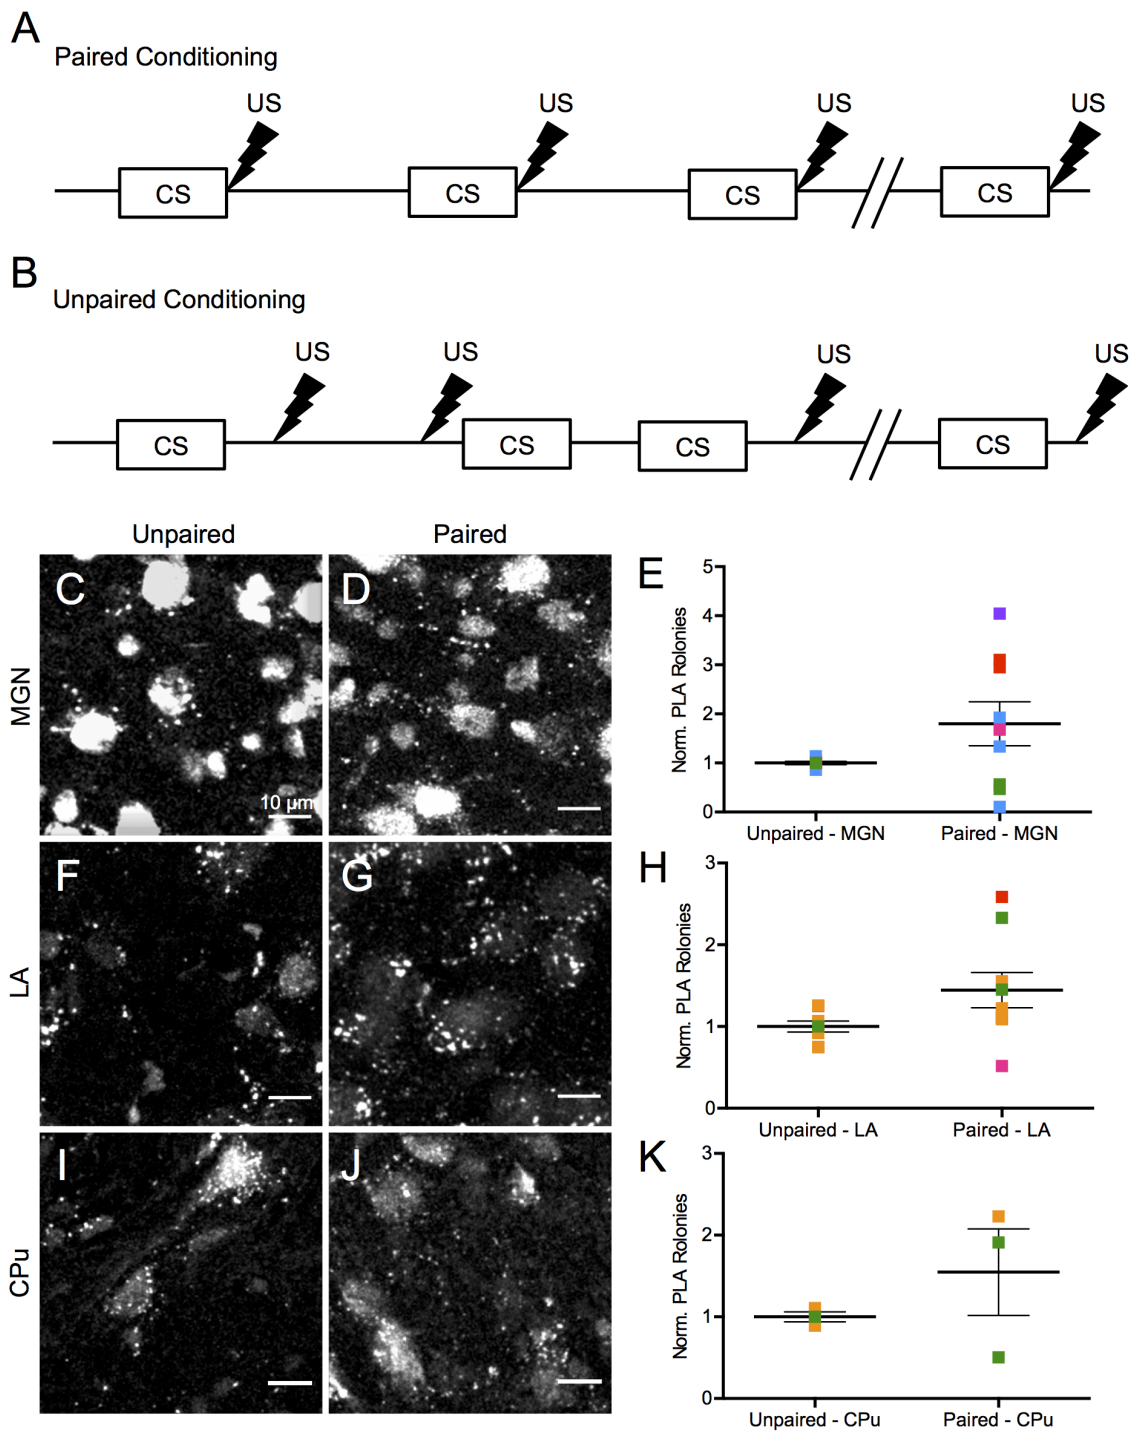 A
Paired Conditioning
US US US US
CS CS CS CS
B
Unpaired Conditioning
US US US US
CS CS CS CS
Unpaired Paired
MGN
C
10 µm
D
E
Norm. PLA Rolonies
5
4
3
2
1
0
Unpaired - MGN Paired - MGN
LA
F
G
H
Norm. PLA Rolonies
3
2
1
0
Unpaired - LA Paired - LA
CPu
I
J
K
Norm. PLA Rolonies
3
2
1
0
Unpaired - CPu Paired - CPu